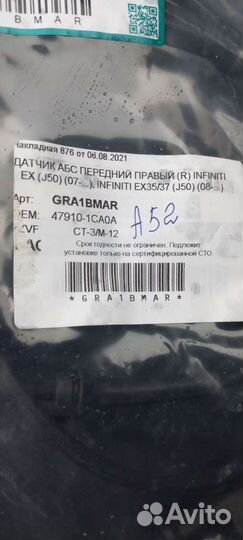 BMAR
Накладная 876 от 06.08.2021
ДАТЧИК АБС ПЕРЕДНИЙ ПРАВЫЙ (R) INFINITI
EX (J50) (07-...), INFINITI EX35/37 (J50) (08-...)
Арт: GRA1BMAR
OEM: 47910-1CA0A
A52
CT-3/M-12
Срок годности не ограничен. Подлежит
установке только на сертифицированной СТО.
*GRA1BMAR*
Avito